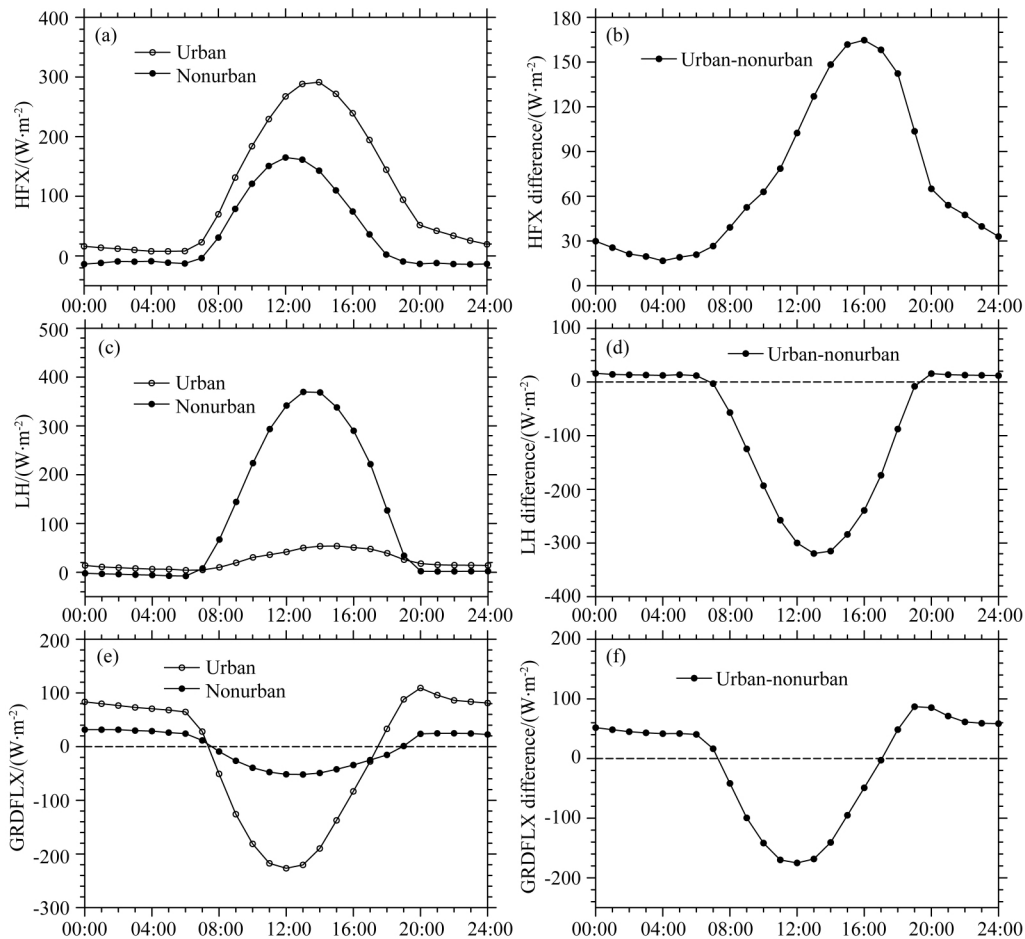 (a)
Urban
Nonurban
HFX/(W·m⁻²)
400
300
200
100
0
00:00 04:00 08:00 12:00 16:00 20:00 24:00
(b)
Urban-nonurban
HFX difference/(W·m⁻²)
180
150
120
90
60
30
0
00:00 04:00 08:00 12:00 16:00 20:00 24:00
(c)
Urban
Nonurban
LH/(W·m⁻²)
500
400
300
200
100
0
00:00 04:00 08:00 12:00 16:00 20:00 24:00
(d)
Urban-nonurban
LH difference/(W·m⁻²)
100
0
-100
-200
-300
-400
00:00 04:00 08:00 12:00 16:00 20:00 24:00
(e)
Urban
Nonurban
GRDFLX/(W·m⁻²)
200
100
0
-100
-200
-300
00:00 04:00 08:00 12:00 16:00 20:00 24:00
(f)
Urban-nonurban
GRDFLX difference/(W·m⁻²)
200
100
0
-100
-200
00:00 04:00 08:00 12:00 16:00 20:00 24:00